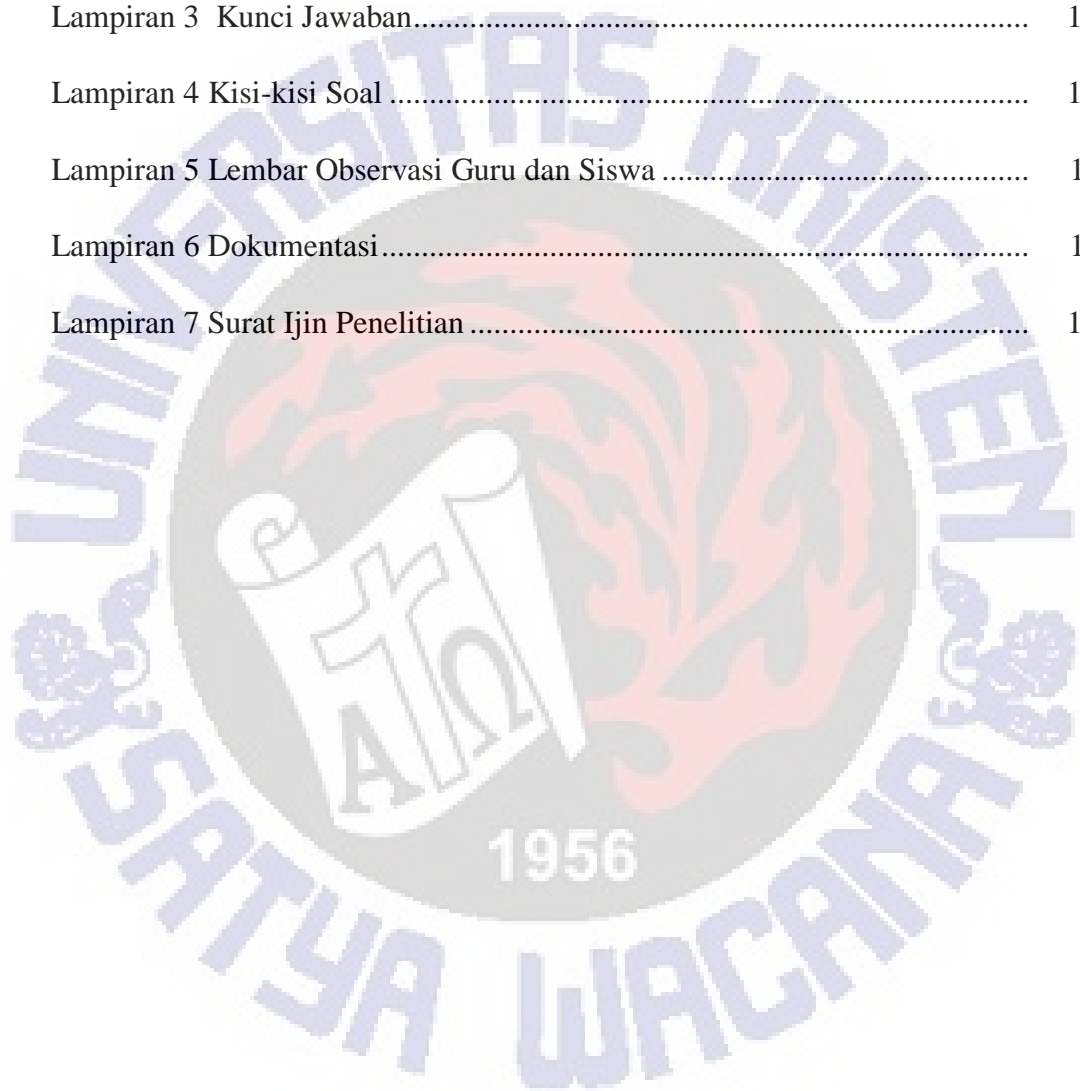 Lampiran 3  Kunci Jawaban.......................................................................... 1
Lampiran 4 Kisi-kisi Soal ............................................................................. 1
Lampiran 5 Lembar Observasi Guru dan Siswa ............................................ 1
Lampiran 6 Dokumentasi.............................................................................. 1
Lampiran 7 Surat Ijin Penelitian .................................................................... 1
UNIVERSITAS KRISTEN
Α Ω
1956
SATYA WACANA